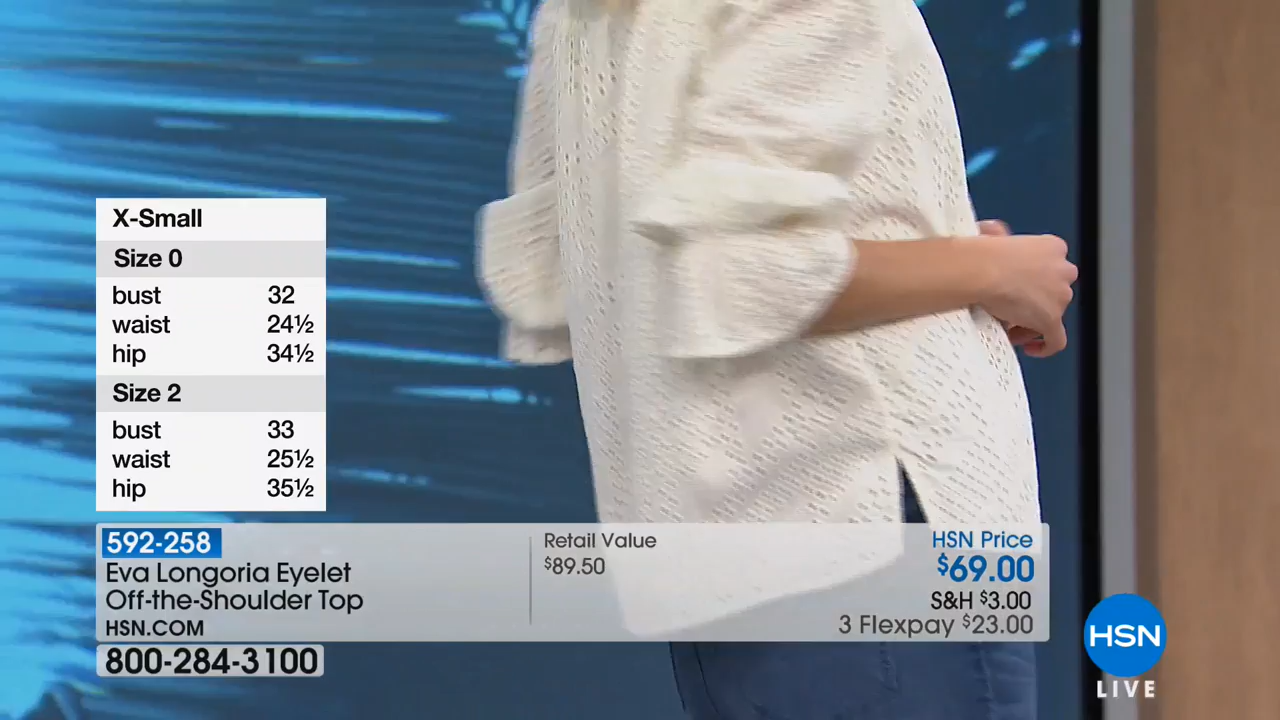 X-Small
Size 0
bust 32
waist 24½
hip 34½
Size 2
bust 33
waist 25½
hip 35½
592-258
Eva Longoria Eyelet
Off-the-Shoulder Top
HSN.COM
800-284-3100
Retail Value
$89.50
HSN Price
$69.00
S&H $3.00
3 Flexpay $23.00
HSN
LIVE